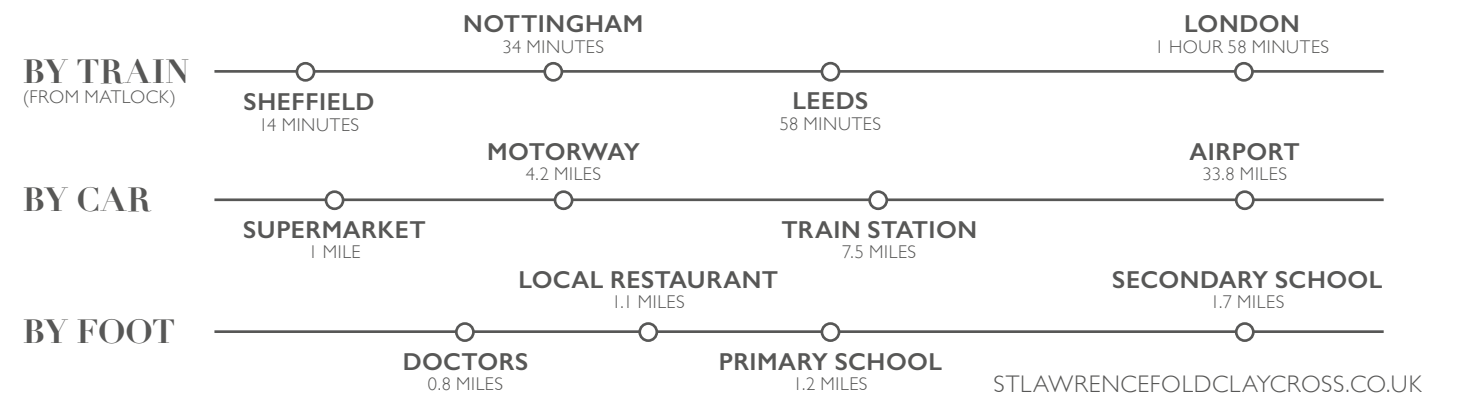 NOTTINGHAM
34 MINUTES
LONDON
1 HOUR 58 MINUTES
BY TRAIN
(FROM MATLOCK)
SHEFFIELD
14 MINUTES
LEEDS
58 MINUTES
MOTORWAY
4.2 MILES
AIRPORT
33.8 MILES
BY CAR
SUPERMARKET
1 MILE
TRAIN STATION
7.5 MILES
LOCAL RESTAURANT
1.1 MILES
SECONDARY SCHOOL
1.7 MILES
BY FOOT
DOCTORS
0.8 MILES
PRIMARY SCHOOL
1.2 MILES
STLAWRENCEFOLDCLAYCROSS.CO.UK